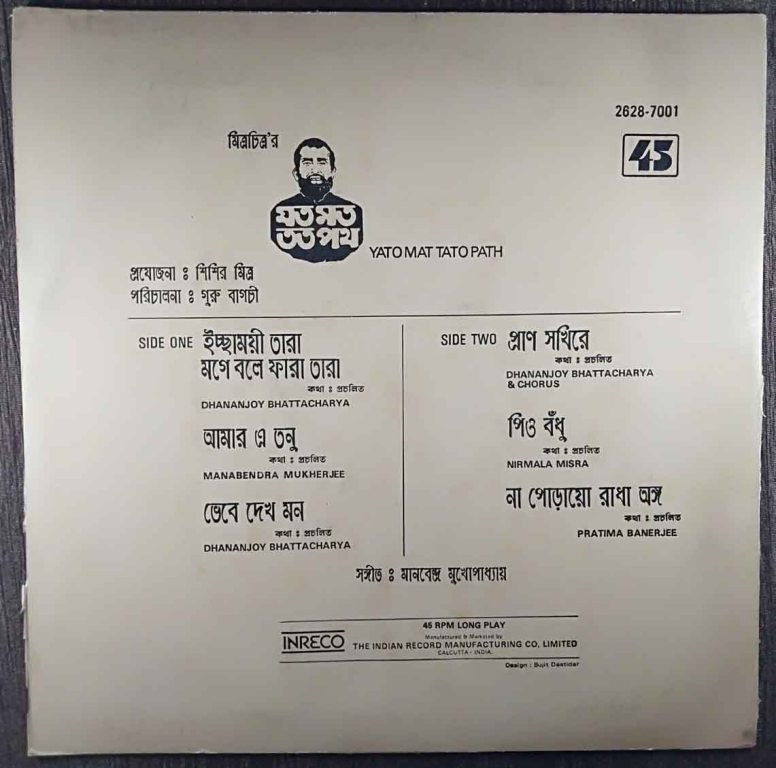 2628-7001
45
মিত্রচিত্র'র
যত মত
তত পথ
YATO MAT TATO PATH
প্রযোজনা : শিশির মিত্র
পরিচালনা : গুরু বাগচী
SIDE ONE ইচ্ছাময়ী তারা
মগে বলে ফারা তারা
কথা : প্রচলিত
DHANANJOY BHATTACHARYA
আমার এ তনু
কথা : প্রচলিত
MANABENDRA MUKHERJEE
ভেবে দেখ মন
কথা : প্রচলিত
DHANANJOY BHATTACHARYA
SIDE TWO প্রাণ সখিরে
কথা : প্রচলিত
DHANANJOY BHATTACHARYA
& CHORUS
পিও বঁধু
কথা : প্রচলিত
NIRMALA MISRA
না পোড়ায়ো রাধা অঙ্গ
কথা : প্রচলিত
PRATIMA BANERJEE
সঙ্গীত : মানবেন্দ্র মুখোপাধ্যায়
45 RPM LONG PLAY
Manufactured & Marketed by
INRECO THE INDIAN RECORD MANUFACTURING CO. LIMITED
CALCUTTA - INDIA.
Design : Sujit Dastidar